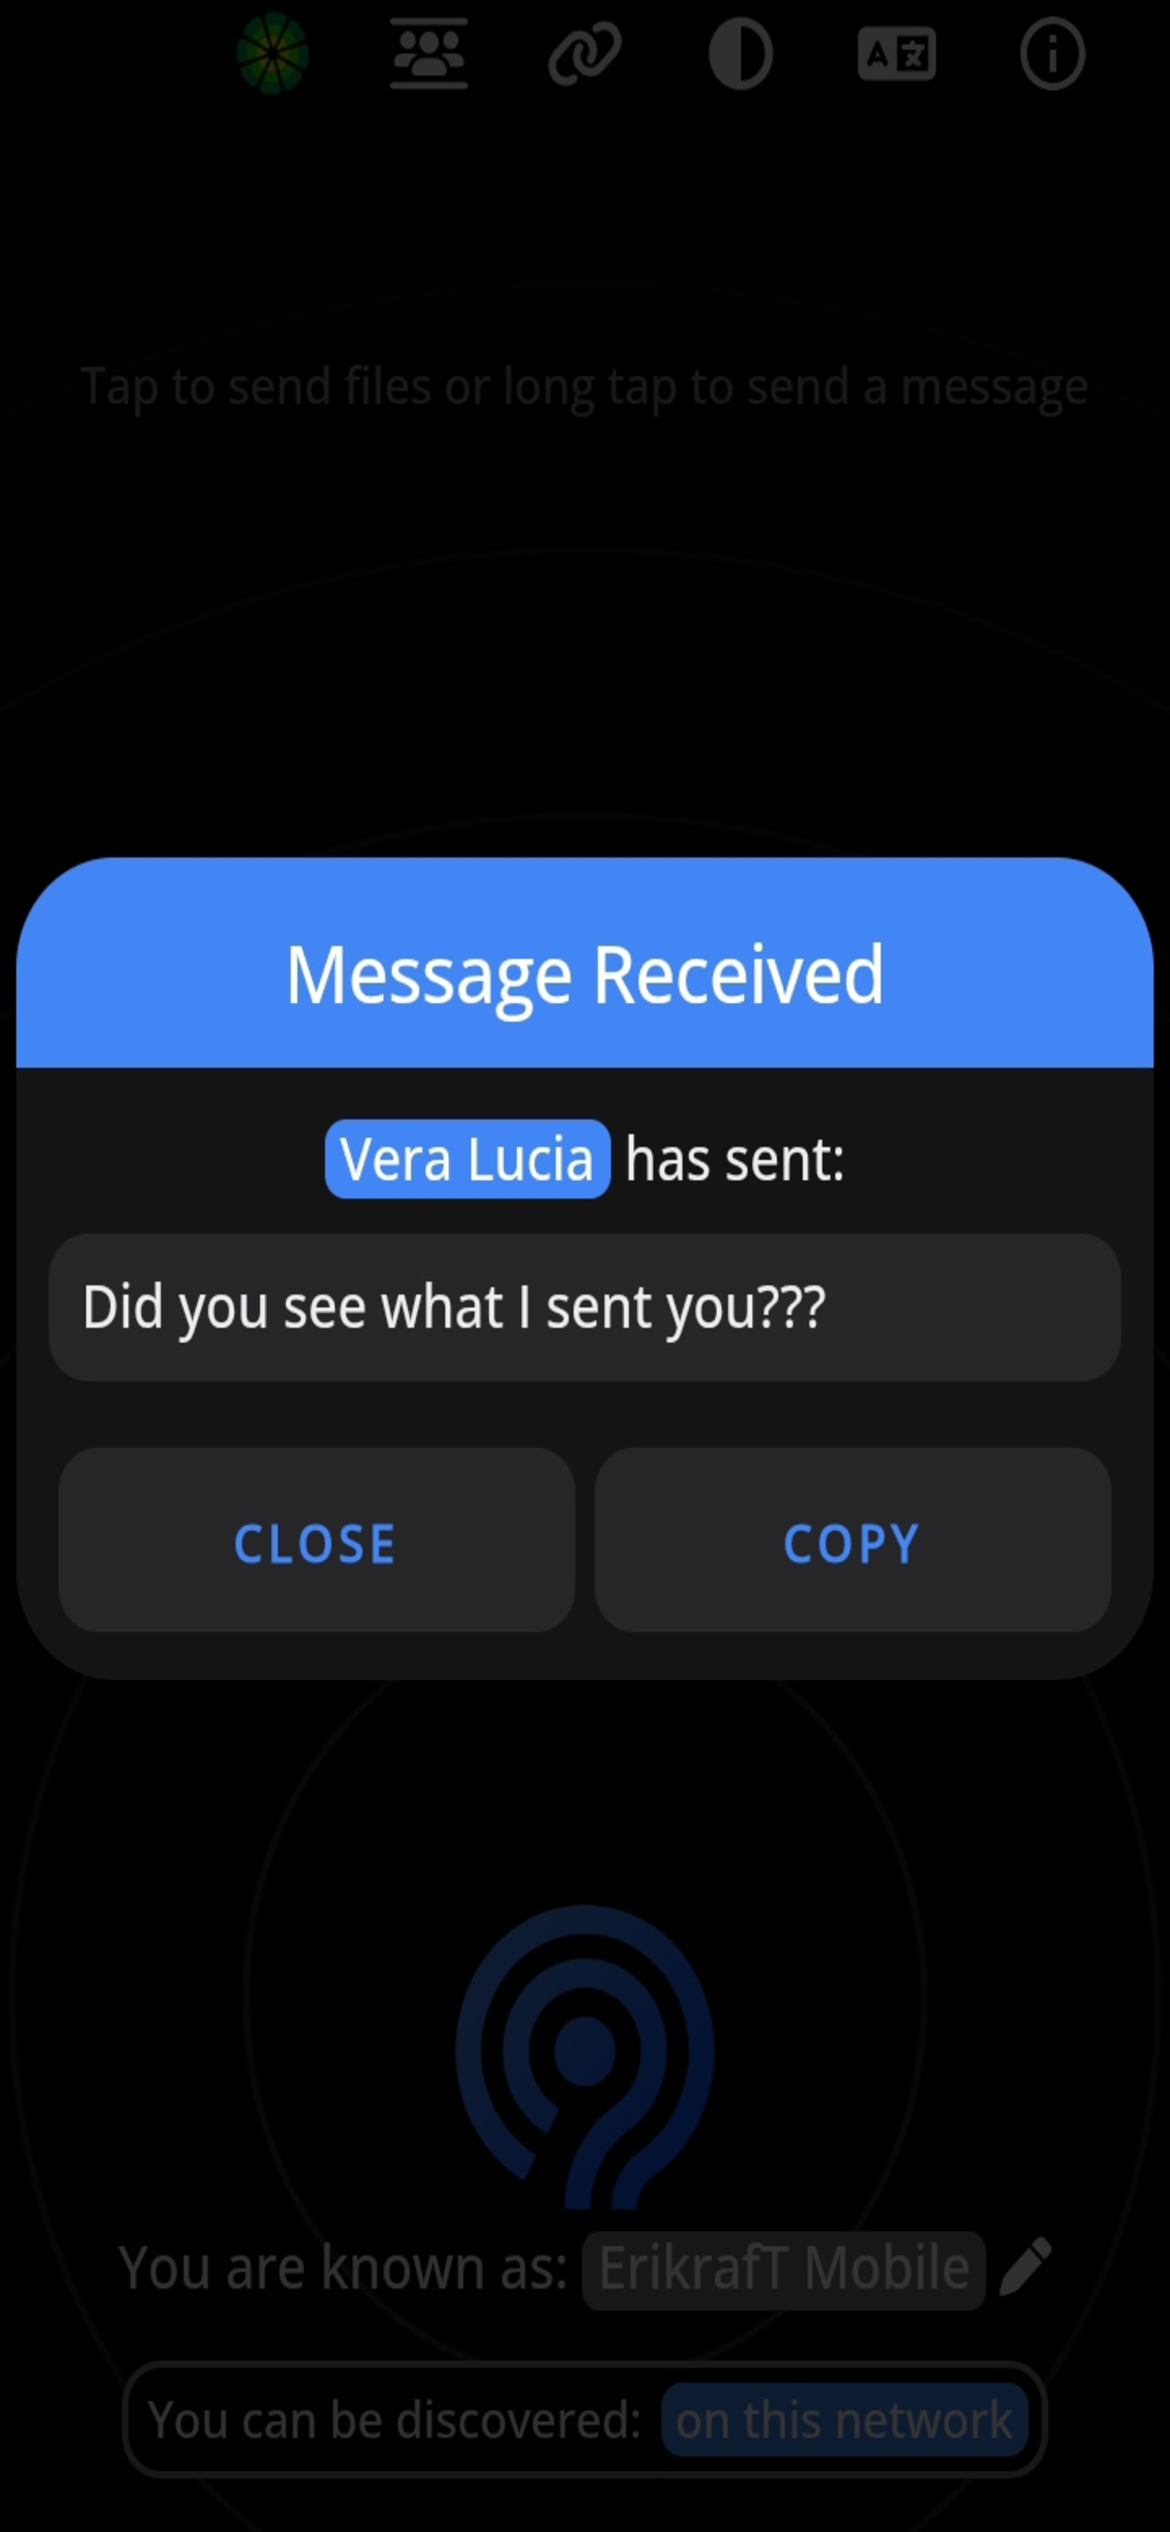 Tap to send files or long tap to send a message
Message Received
Vera Lucia has sent:
Did you see what I sent you???
CLOSE COPY
You are known as: ErikrafT Mobile
You can be discovered: on this network